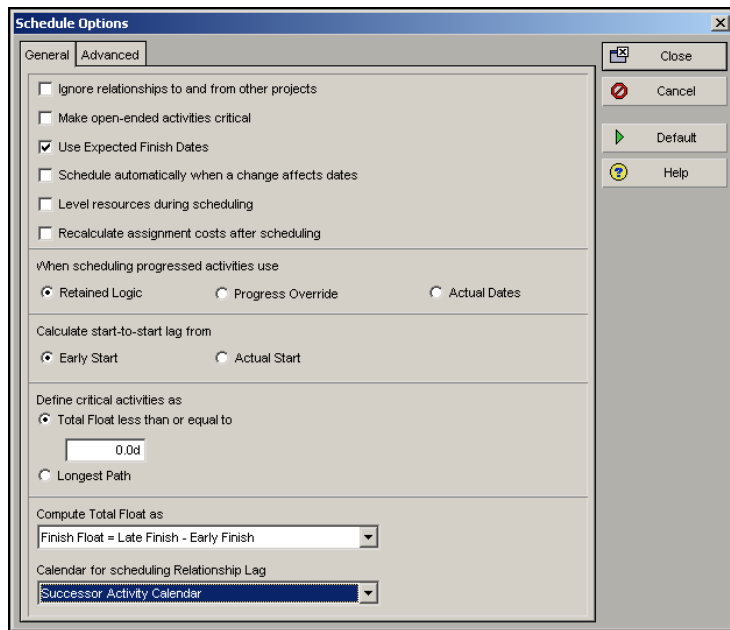 Schedule Options
General Advanced
Close
Cancel
Default
Help
Ignore relationships to and from other projects
Make open-ended activities critical
Use Expected Finish Dates
Schedule automatically when a change affects dates
Level resources during scheduling
Recalculate assignment costs after scheduling
When scheduling progressed activities use
Retained Logic Progress Override Actual Dates
Calculate start-to-start lag from
Early Start Actual Start
Define critical activities as
Total Float less than or equal to
0.0d
Longest Path
Compute Total Float as
Finish Float = Late Finish - Early Finish
Calendar for scheduling Relationship Lag
Successor Activity Calendar